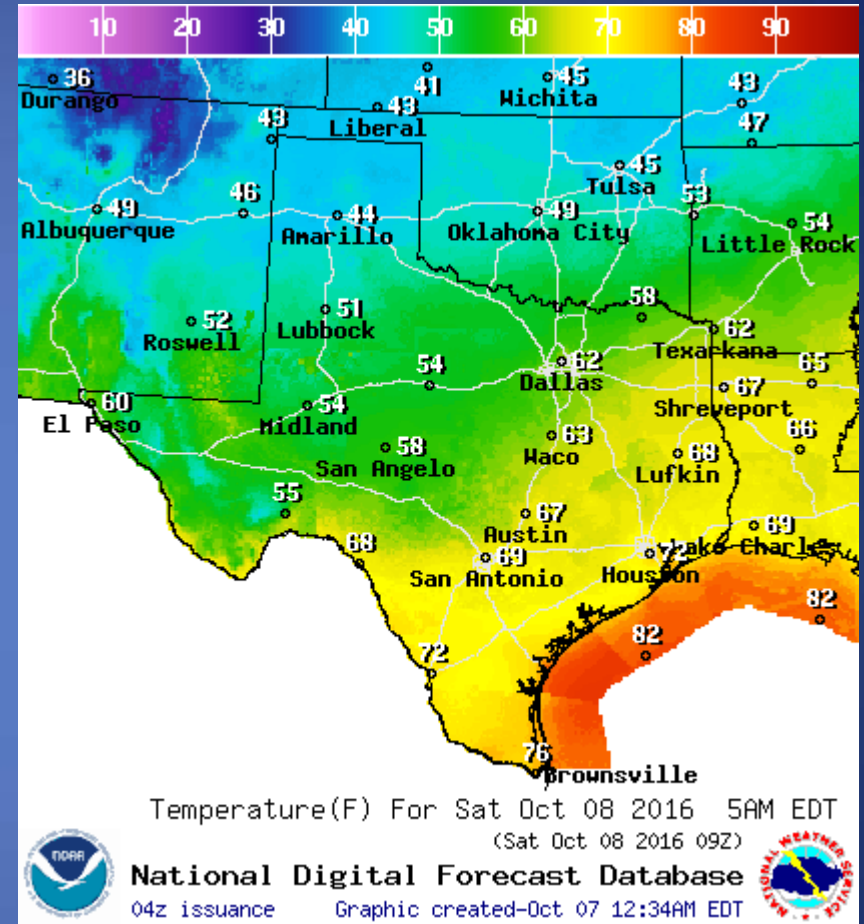 10 20 30 40 50 60 70 80 90
36
Durango
41
45
Wichita
43
43
Liberal
43
47
45
Tulsa
49
Albuquerque
46
44
Amarillo
49
Oklahoma City
53
54
Little Rock
52
Roswell
51
Lubbock
58
62
Texarkana
54
62
Dallas
67
Shreveport
65
60
El Paso
54
Midland
58
San Angelo
63
Waco
68
Lufkin
66
55
67
Austin
69
Lake Charles
68
69
San Antonio
72
Houston
82
82
72
76
Brownsville
Temperature(F) For Sat Oct 08 2016 5AM EDT
(Sat Oct 08 2016 09Z)
National Digital Forecast Database
04z issuance Graphic created-Oct 07 12:34AM EDT
NOAA
NATIONAL WEATHER SERVICE